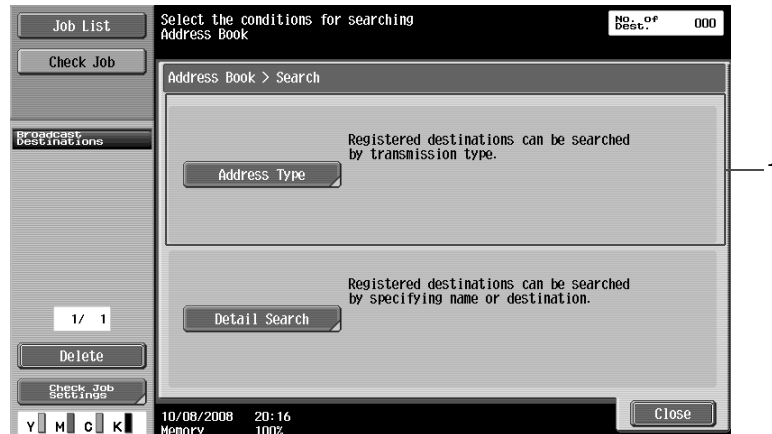 Job List
Check Job
Select the conditions for searching
Address Book
No. of
Dest.
000
Address Book > Search
Broadcast
Destinations
Registered destinations can be searched
by transmission type.
Address Type
Registered destinations can be searched
by specifying name or destination.
Detail Search
1/ 1
Delete
Check Job
Settings
Y M C K
10/08/2008 20:16
Memory 100%
Close